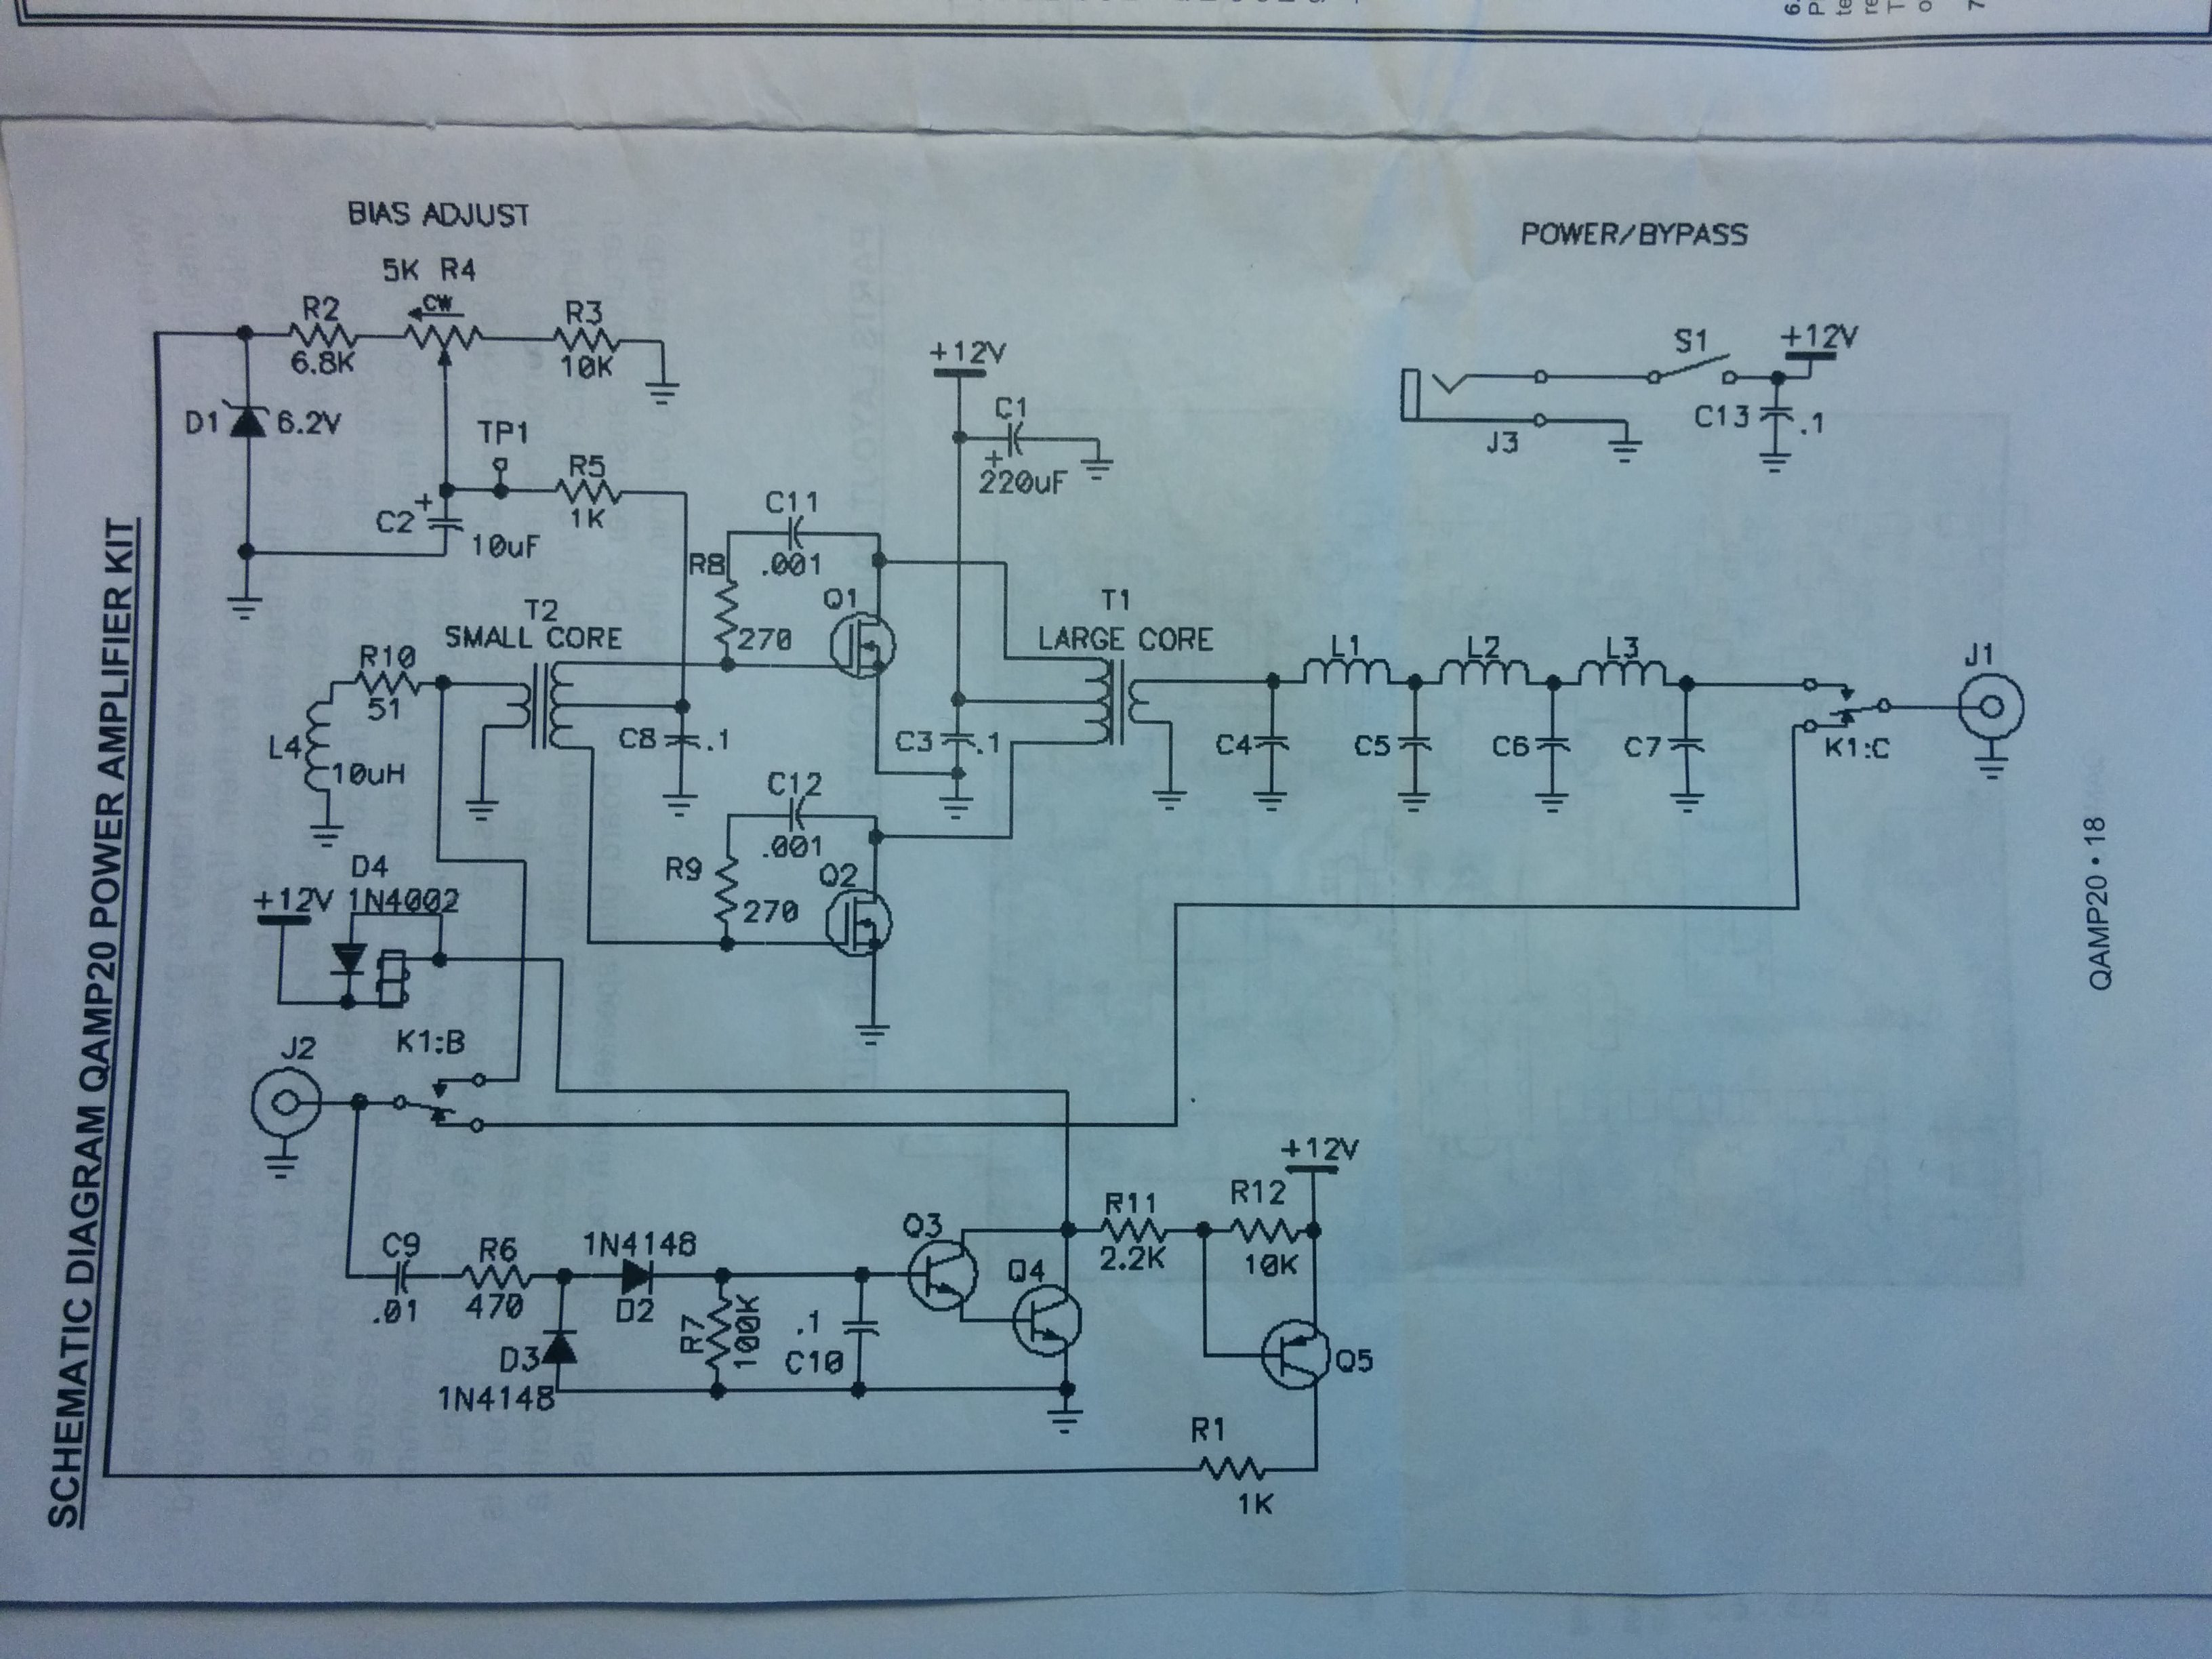 SCHEMATIC DIAGRAM QAMP20 POWER AMPLIFIER KIT
BIAS ADJUST
5K R4
CW
R2
6.8K
R3
10K
D1
6.2V
TP1
R5
1K
C2
+
10uF
+12V
C1
+
220uF
POWER/BYPASS
S1
+12V
J3
C13
.1
C11
.001
R8
270
Q1
T2
SMALL CORE
R10
51
L4
10uH
C8
.1
C3
.1
T1
LARGE CORE
L1
L2
L3
C4
C5
C6
C7
J1
K1:C
C12
.001
R9
270
Q2
D4
+12V 1N4002
K1:B
J2
C9
.01
R6
470
1N4148
D2
D3
1N4148
R7
100K
.1
C10
Q3
Q4
R11
2.2K
R12
10K
+12V
Q5
R1
1K
QAMP20 • 18
6.
P
te
re
T
o
7